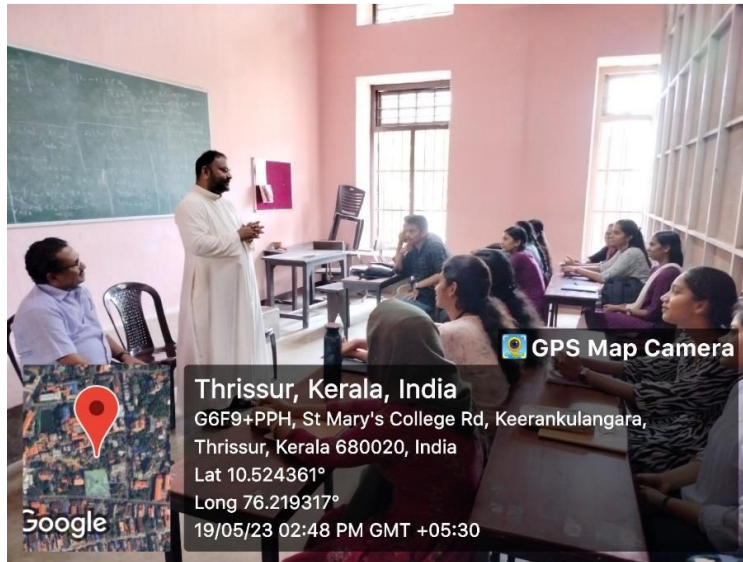 GPS Map Camera
Thrissur, Kerala, India
G6F9+PPH, St Mary's College Rd, Keerankulangara,
Thrissur, Kerala 680020, India
Lat 10.524361°
Long 76.219317°
19/05/23 02:48 PM GMT +05:30
Google